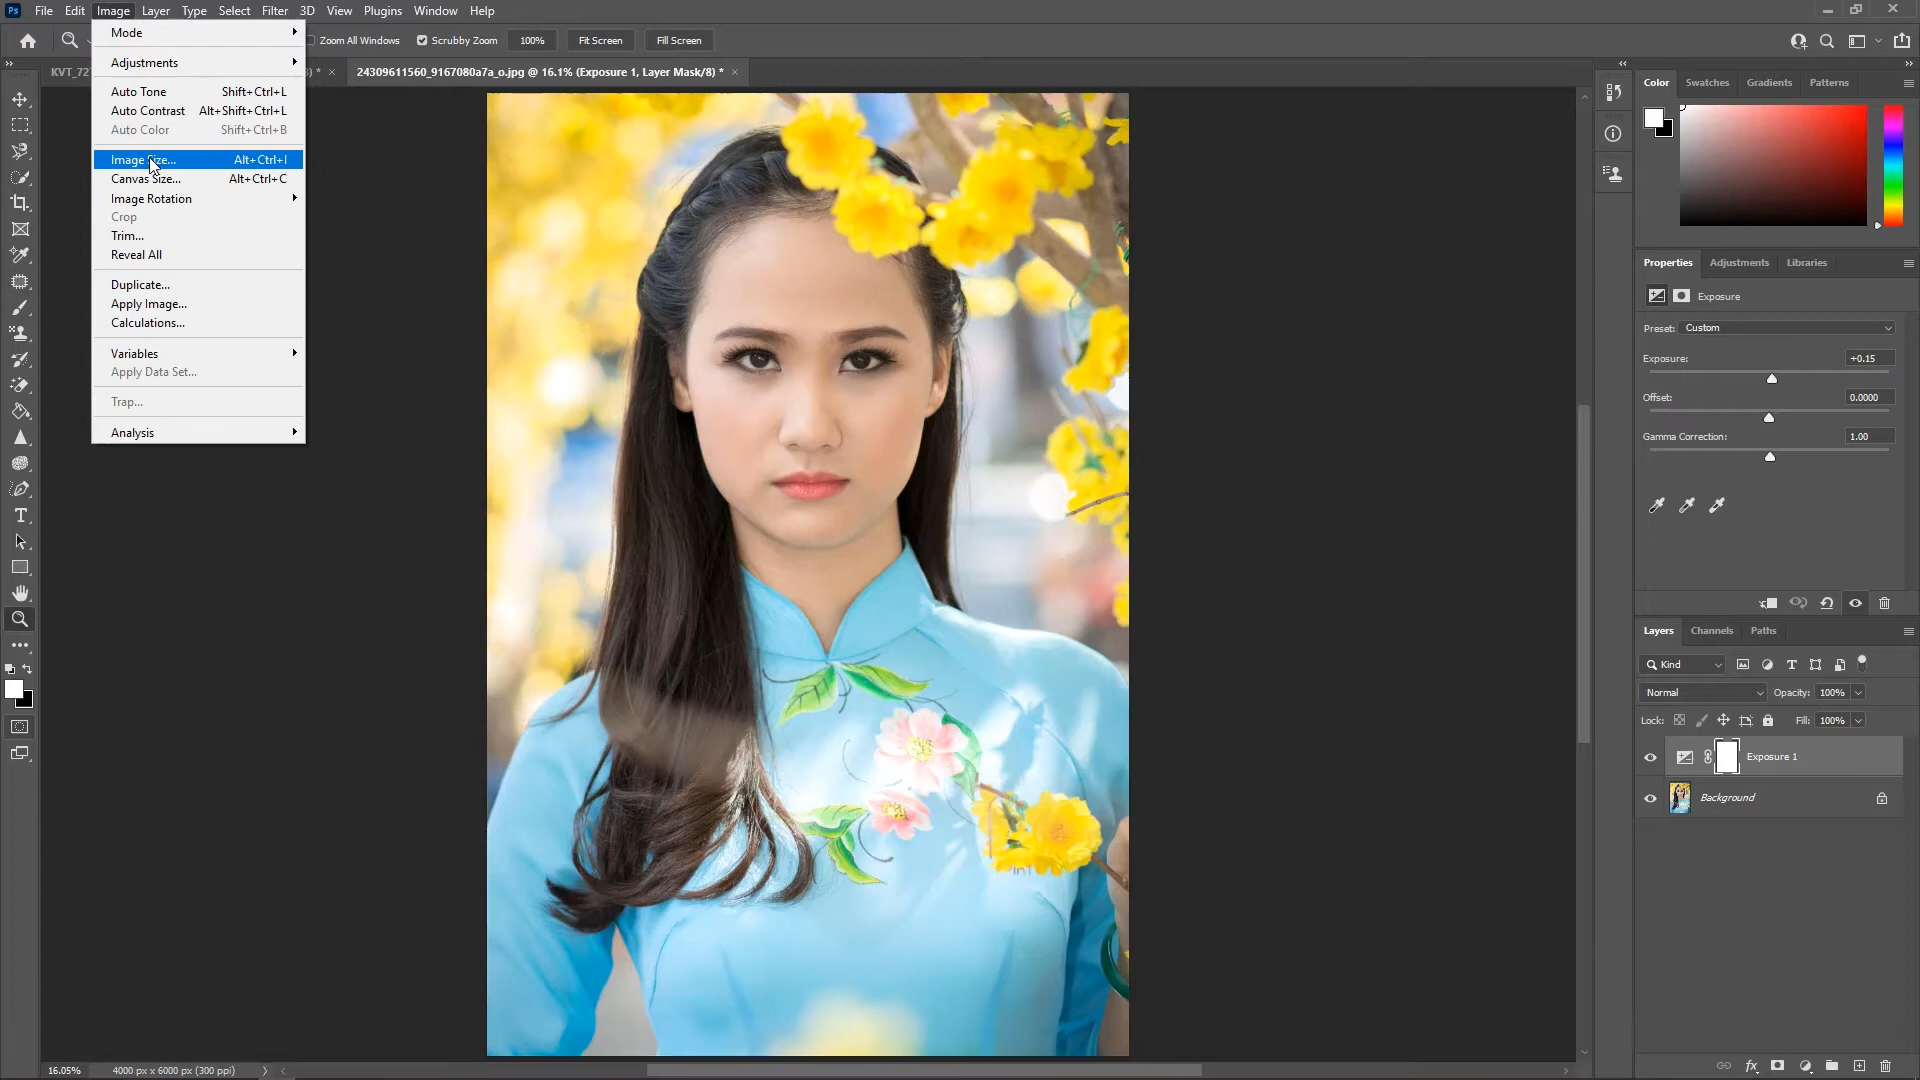 Ps File Edit Image Layer Type Select Filter 3D View Plugins Window Help
Zoom All Windows Scrubby Zoom 100% Fit Screen Fill Screen
24309611560_9167080a7a_o.jpg @ 16.1% (Exposure 1, Layer Mask/8) *
Mode
Adjustments
Auto Tone Shift+Ctrl+L
Auto Contrast Alt+Shift+Ctrl+L
Auto Color Shift+Ctrl+B
Image Size... Alt+Ctrl+I
Canvas Size... Alt+Ctrl+C
Image Rotation
Crop
Trim...
Reveal All
Duplicate...
Apply Image...
Calculations...
Variables
Apply Data Set...
Trap...
Analysis
Color Swatches Gradients Patterns
Properties Adjustments Libraries
Exposure
Preset: Custom
Exposure: +0.15
Offset: 0.0000
Gamma Correction: 1.00
Layers Channels Paths
Kind
Normal Opacity: 100%
Lock: Fill: 100%
Exposure 1
Background
fx
16.05% 4000 px x 6000 px (300 ppi)